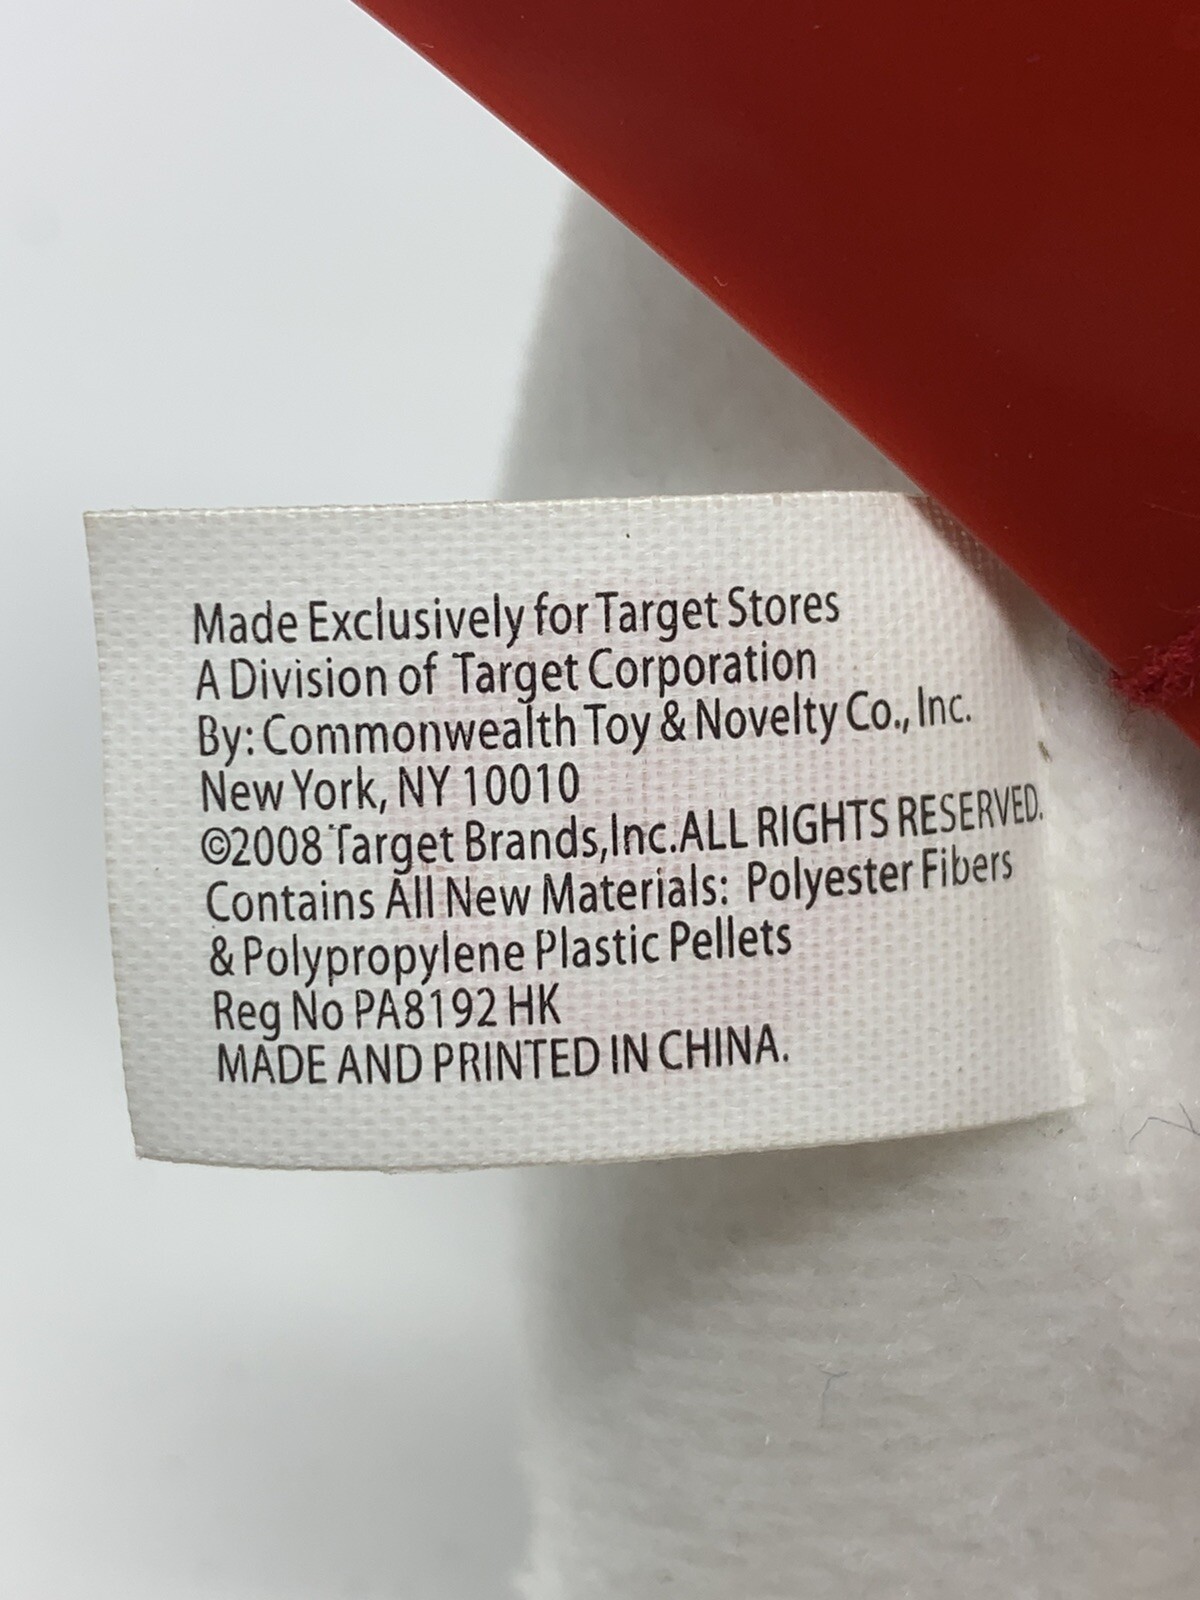 Made Exclusively for Target Stores
A Division of Target Corporation
By: Commonwealth Toy & Novelty Co., Inc.
New York, NY 10010
©2008 Target Brands,Inc.ALL RIGHTS RESERVED.
Contains All New Materials: Polyester Fibers
& Polypropylene Plastic Pellets
Reg No PA8192 HK
MADE AND PRINTED IN CHINA.